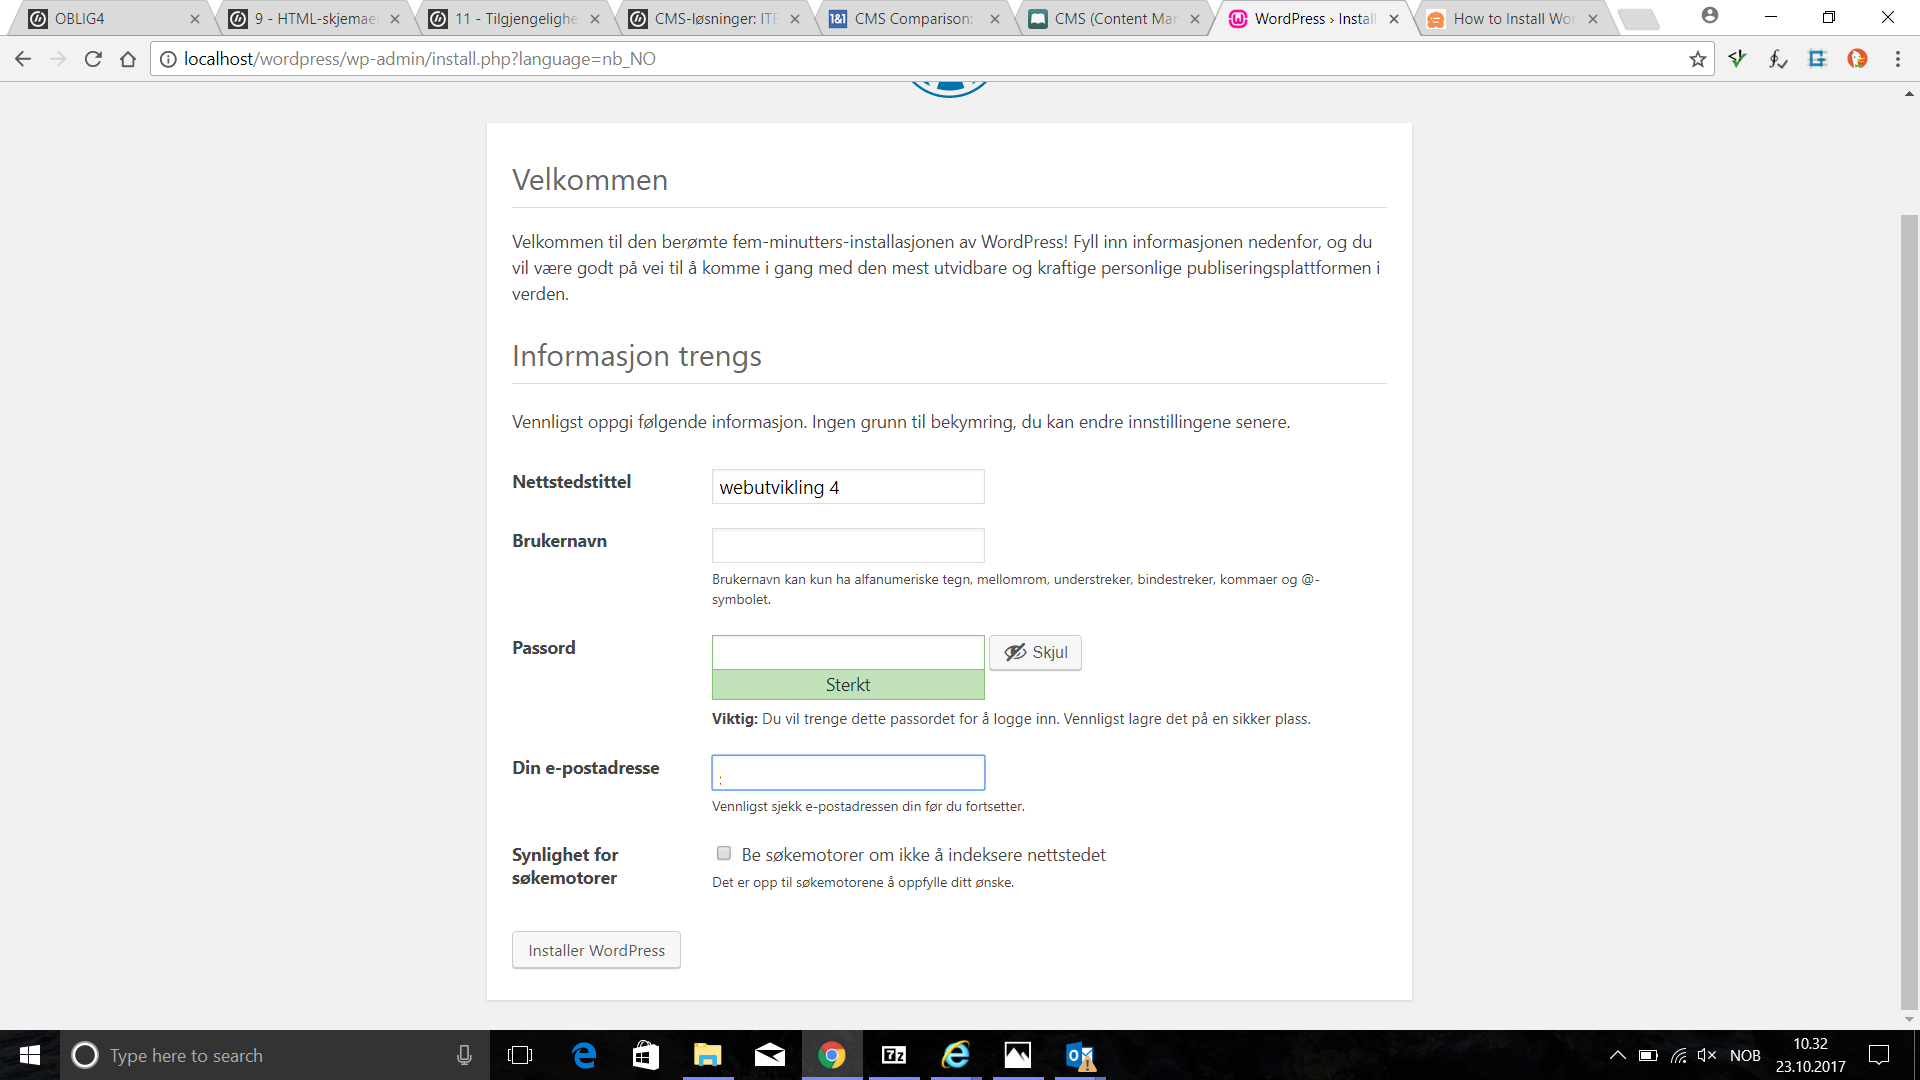 OBLIG4
9 - HTML-skjemae
11 - Tilgjengelighe
CMS-løsninger: ITF
CMS Comparison:
CMS (Content Mar
WordPress › Install
How to Install Wor
localhost/wordpress/wp-admin/install.php?language=nb_NO
Velkommen
Velkommen til den berømte fem-minutters-installasjonen av WordPress! Fyll inn informasjonen nedenfor, og du
vil være godt på vei til å komme i gang med den mest utvidbare og kraftige personlige publiseringsplattformen i
verden.
Informasjon trengs
Vennligst oppgi følgende informasjon. Ingen grunn til bekymring, du kan endre innstillingene senere.
Nettstedstittel
webutvikling 4
Brukernavn
Brukernavn kan kun ha alfanumeriske tegn, mellomrom, understreker, bindestreker, kommaer og @-
symbolet.
Passord
Skjul
Sterkt
Viktig: Du vil trenge dette passordet for å logge inn. Vennligst lagre det på en sikker plass.
Din e-postadresse
Vennligst sjekk e-postadressen din før du fortsetter.
Synlighet for
søkemotorer
Be søkemotorer om ikke å indeksere nettstedet
Det er opp til søkemotorene å oppfylle ditt ønske.
Installer WordPress
Type here to search
NOB
10.32
23.10.2017